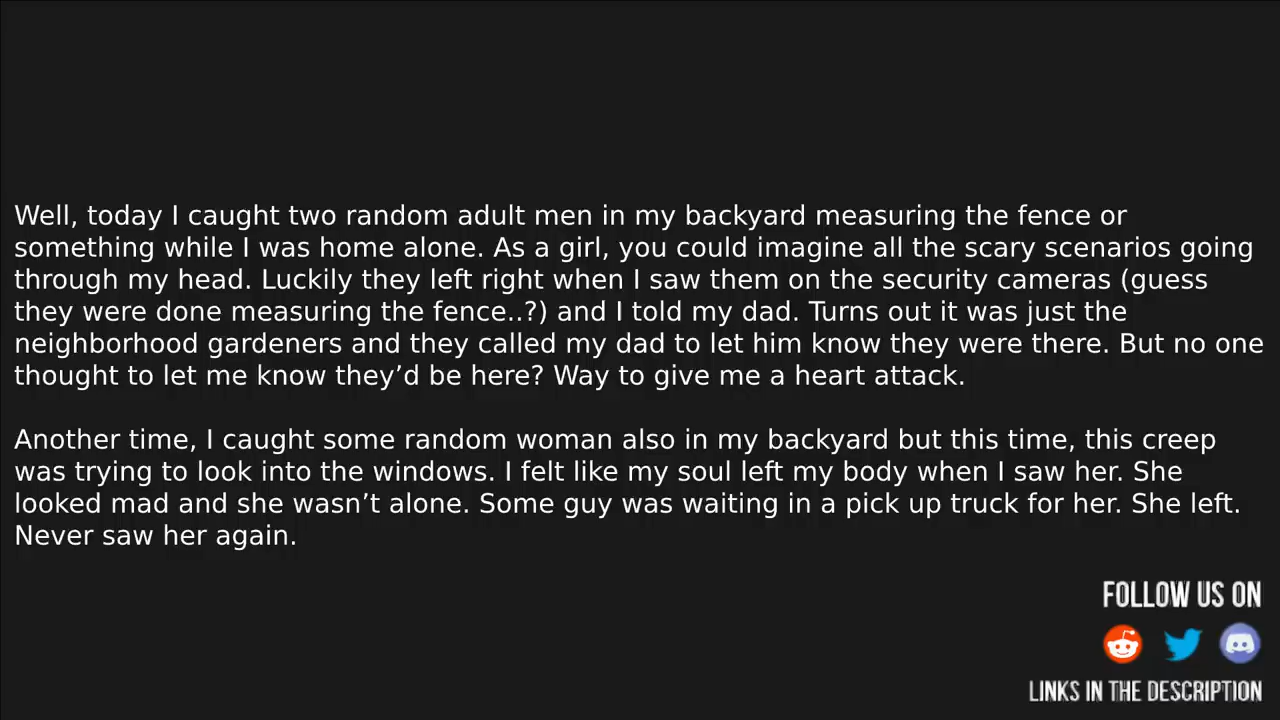 Well, today I caught two random adult men in my backyard measuring the fence or
something while I was home alone. As a girl, you could imagine all the scary scenarios going
through my head. Luckily they left right when I saw them on the security cameras (guess
they were done measuring the fence..?) and I told my dad. Turns out it was just the
neighborhood gardeners and they called my dad to let him know they were there. But no one
thought to let me know they’d be here? Way to give me a heart attack.
Another time, I caught some random woman also in my backyard but this time, this creep
was trying to look into the windows. I felt like my soul left my body when I saw her. She
looked mad and she wasn’t alone. Some guy was waiting in a pick up truck for her. She left.
Never saw her again.
FOLLOW US ON
LINKS IN THE DESCRIPTION